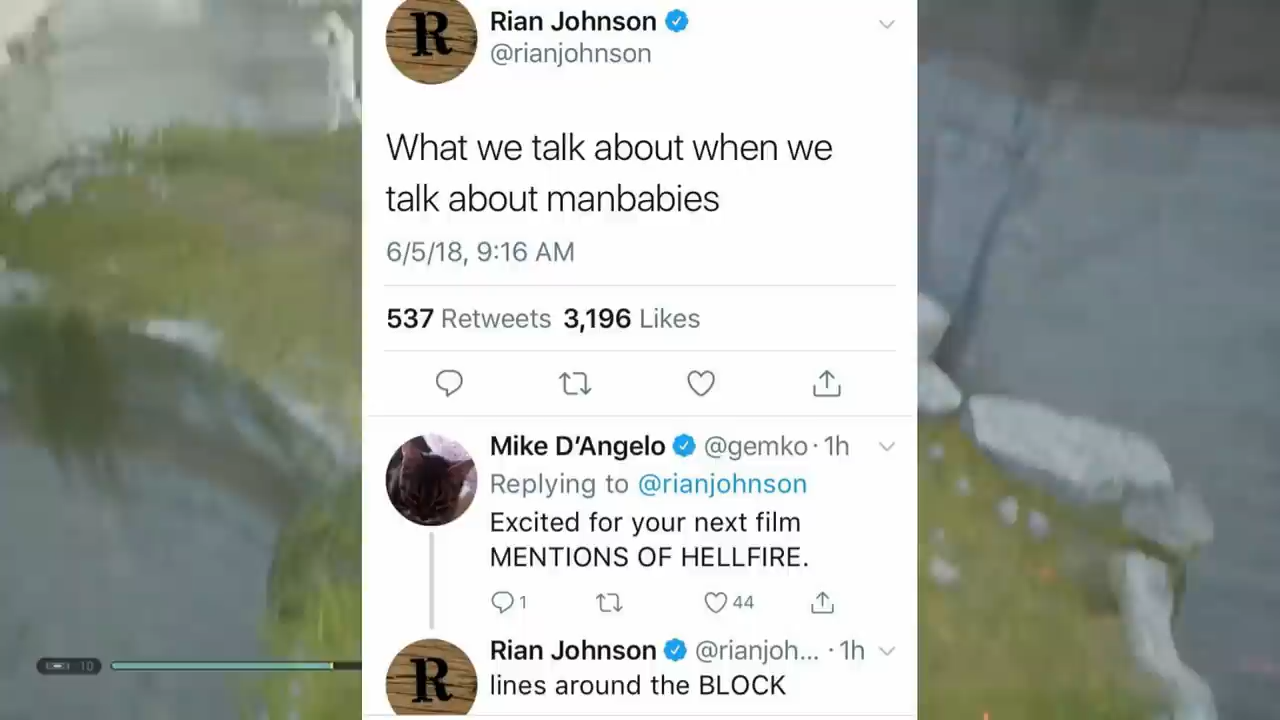 Rian Johnson
@rianjohnson
What we talk about when we
talk about manbabies
6/5/18, 9:16 AM
537 Retweets 3,196 Likes
Mike D’Angelo @gemko · 1h
Replying to @rianjohnson
Excited for your next film
MENTIONS OF HELLFIRE.
1 44
Rian Johnson @rianjoh... · 1h
lines around the BLOCK
R
R
10